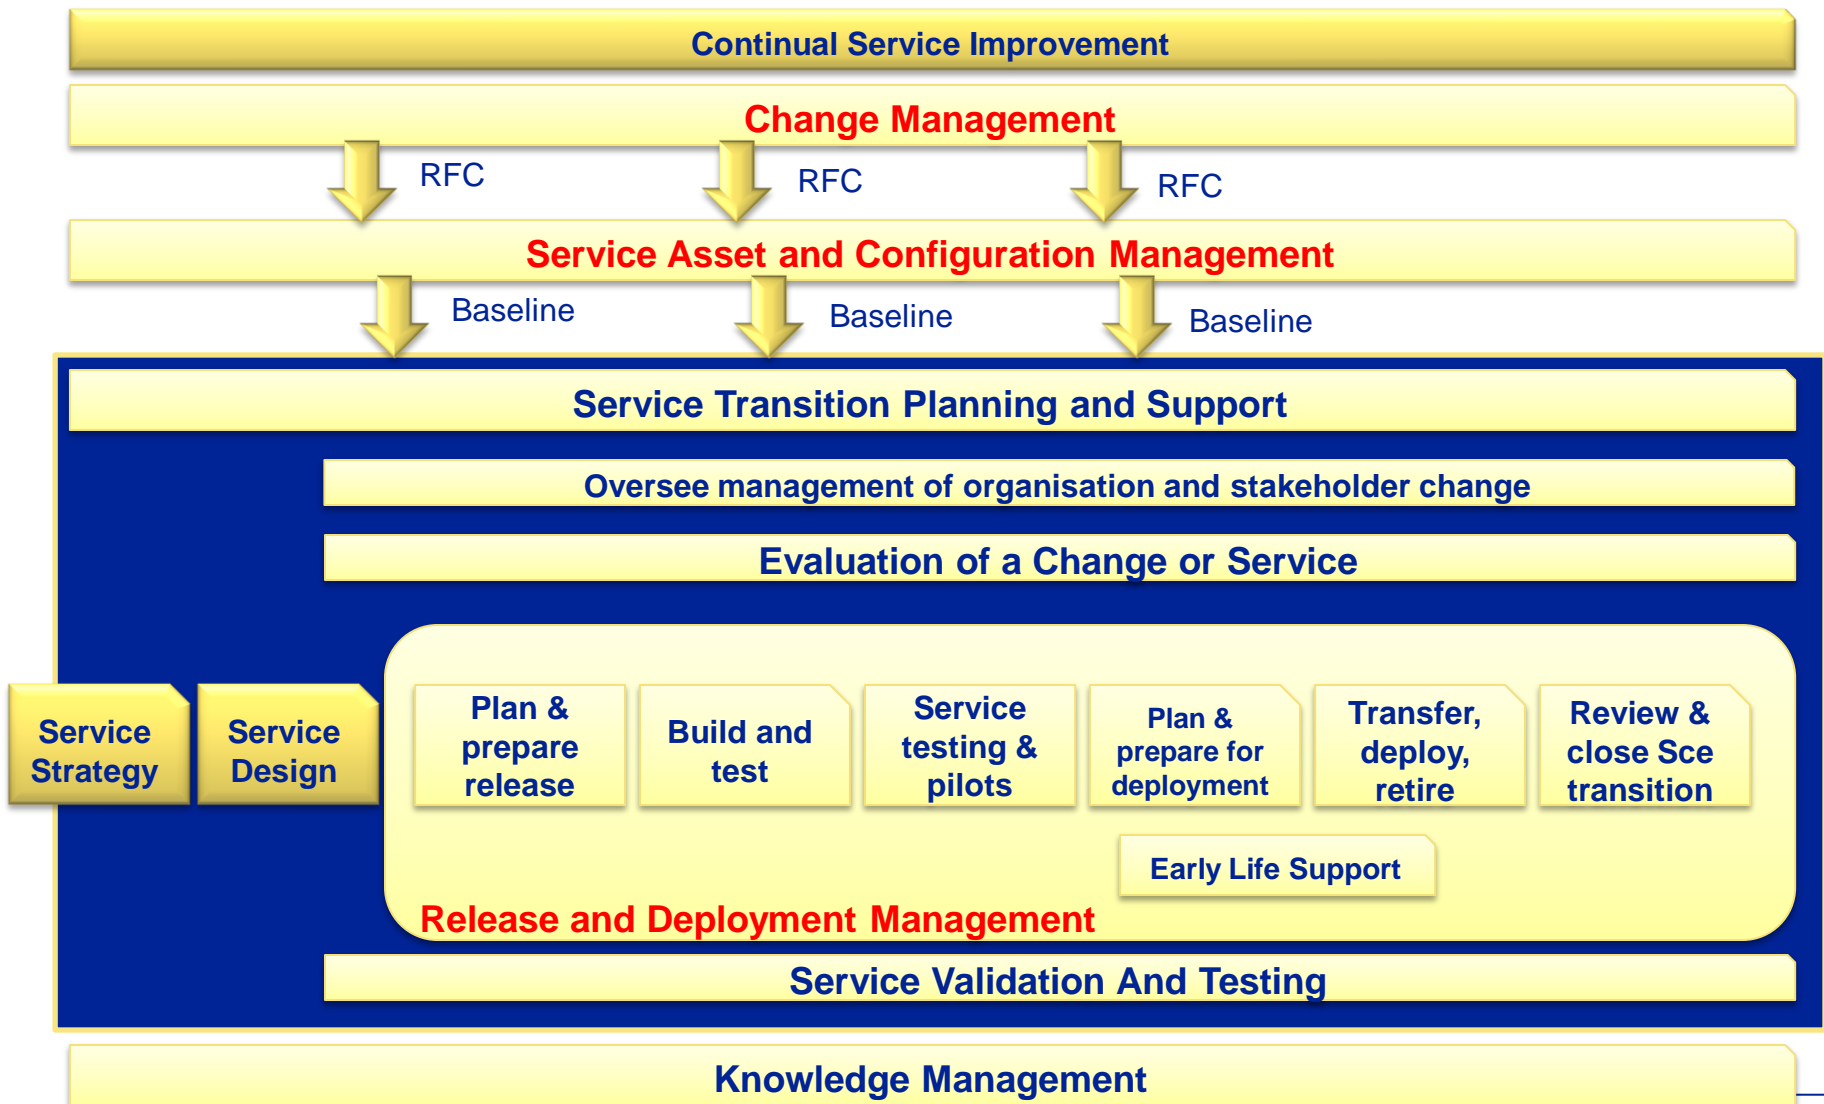 Continual Service Improvement
Change Management
RFC
RFC
RFC
Service Asset and Configuration Management
Baseline
Baseline
Baseline
Service Transition Planning and Support
Oversee management of organisation and stakeholder change
Evaluation of a Change or Service
Service
Strategy
Service
Design
Plan &
prepare
release
Build and
test
Service
testing &
pilots
Plan &
prepare for
deployment
Transfer,
deploy,
retire
Review &
close Sce
transition
Early Life Support
Release and Deployment Management
Service Validation And Testing
Knowledge Management